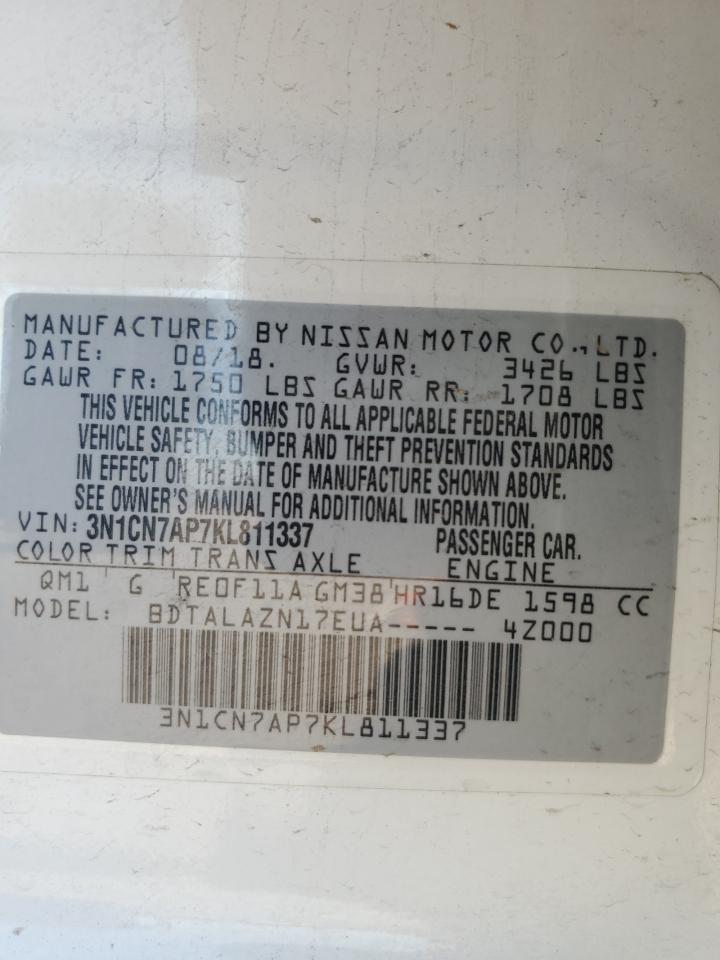 MANUFACTURED BY NISSAN MOTOR CO.,LTD.
DATE: 08/18. GVWR: 3426 LBS
GAWR FR: 1750 LBS GAWR RR: 1708 LBS
THIS VEHICLE CONFORMS TO ALL APPLICABLE FEDERAL MOTOR
VEHICLE SAFETY, BUMPER AND THEFT PREVENTION STANDARDS
IN EFFECT ON THE DATE OF MANUFACTURE SHOWN ABOVE.
SEE OWNER'S MANUAL FOR ADDITIONAL INFORMATION.
VIN: 3N1CN7AP7KL811337 PASSENGER CAR.
COLOR TRIM TRANS AXLE ENGINE
QM1 G RE0F11A GM38 HR16DE 1598 CC
MODEL: BDTALAZN17EUA----- 4Z000
3N1CN7AP7KL811337